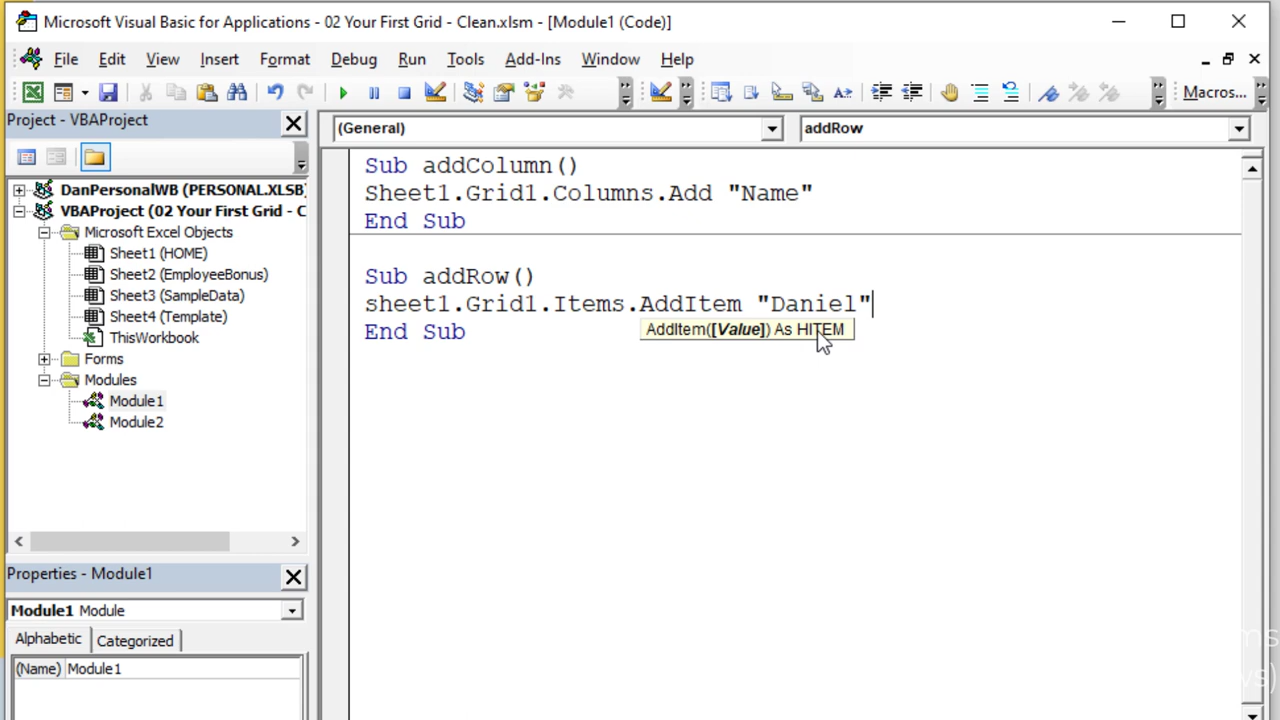 Microsoft Visual Basic for Applications - 02 Your First Grid - Clean.xlsm - [Module1 (Code)]
File Edit View Insert Format Debug Run Tools Add-Ins Window Help
Macros...
Project - VBAProject
(General)
addRow
DanPersonalWB (PERSONAL.XLSB)
VBAProject (02 Your First Grid - C
Microsoft Excel Objects
Sheet1 (HOME)
Sheet2 (EmployeeBonus)
Sheet3 (SampleData)
Sheet4 (Template)
ThisWorkbook
Forms
Modules
Module1
Module2
Sub addColumn()
Sheet1.Grid1.Columns.Add "Name"
End Sub
Sub addRow()
sheet1.Grid1.Items.AddItem "Daniel"
AddItem([Value]) As HITEM
End Sub
Properties - Module1
Module1 Module
Alphabetic Categorized
(Name) Module1